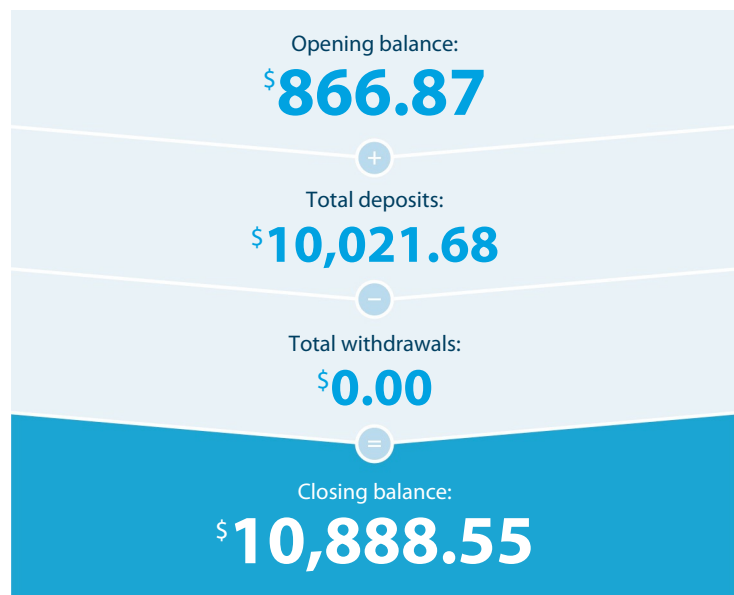 Opening balance:
$866.87
+
Total deposits:
$10,021.68
−
Total withdrawals:
$0.00
=
Closing balance:
$10,888.55